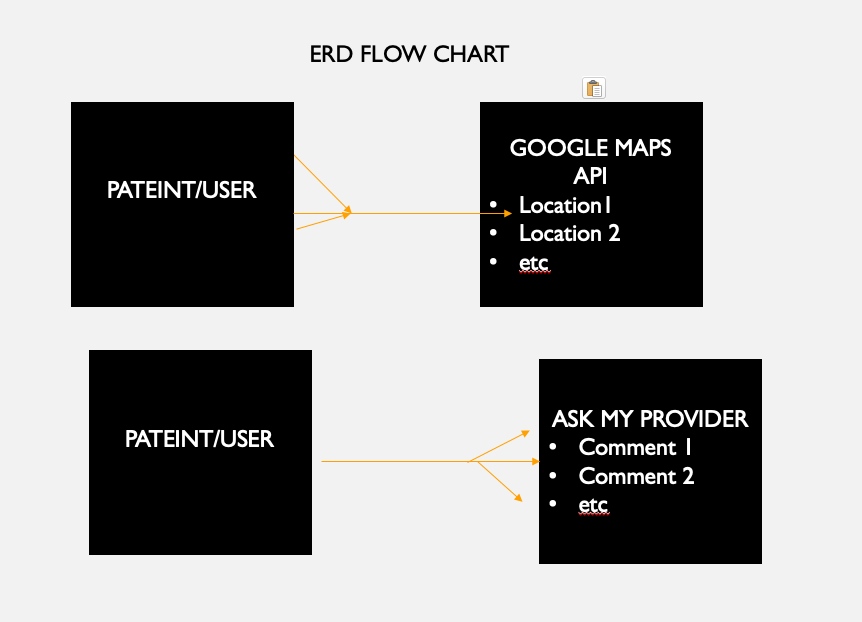 ERD FLOW CHART
PATEINT/USER
GOOGLE MAPS
API
• Location1
• Location 2
• etc
PATEINT/USER
ASK MY PROVIDER
• Comment 1
• Comment 2
• etc